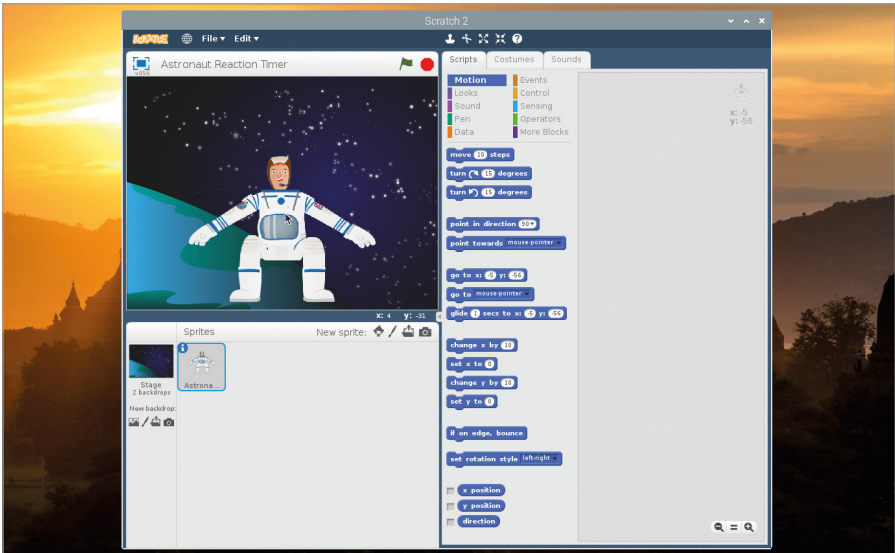 Scratch 2
SCRATCH File Edit
Astronaut Reaction Timer
v454
X: 4 y: -31
Sprites New sprite:
Stage
2 backdrops
New backdrop:
Astrona...
Scripts Costumes Sounds
Motion Events
Looks Control
Sound Sensing
Pen Operators
Data More Blocks
move 10 steps
turn 15 degrees
turn 15 degrees
point in direction 90
point towards mouse-pointer
go to x: -5 y: -56
go to mouse-pointer
glide 1 secs to x: -5 y: -56
change x by 10
set x to 0
change y by 10
set y to 0
if on edge, bounce
set rotation style left-right
x position
y position
direction
x: -5
y: -56